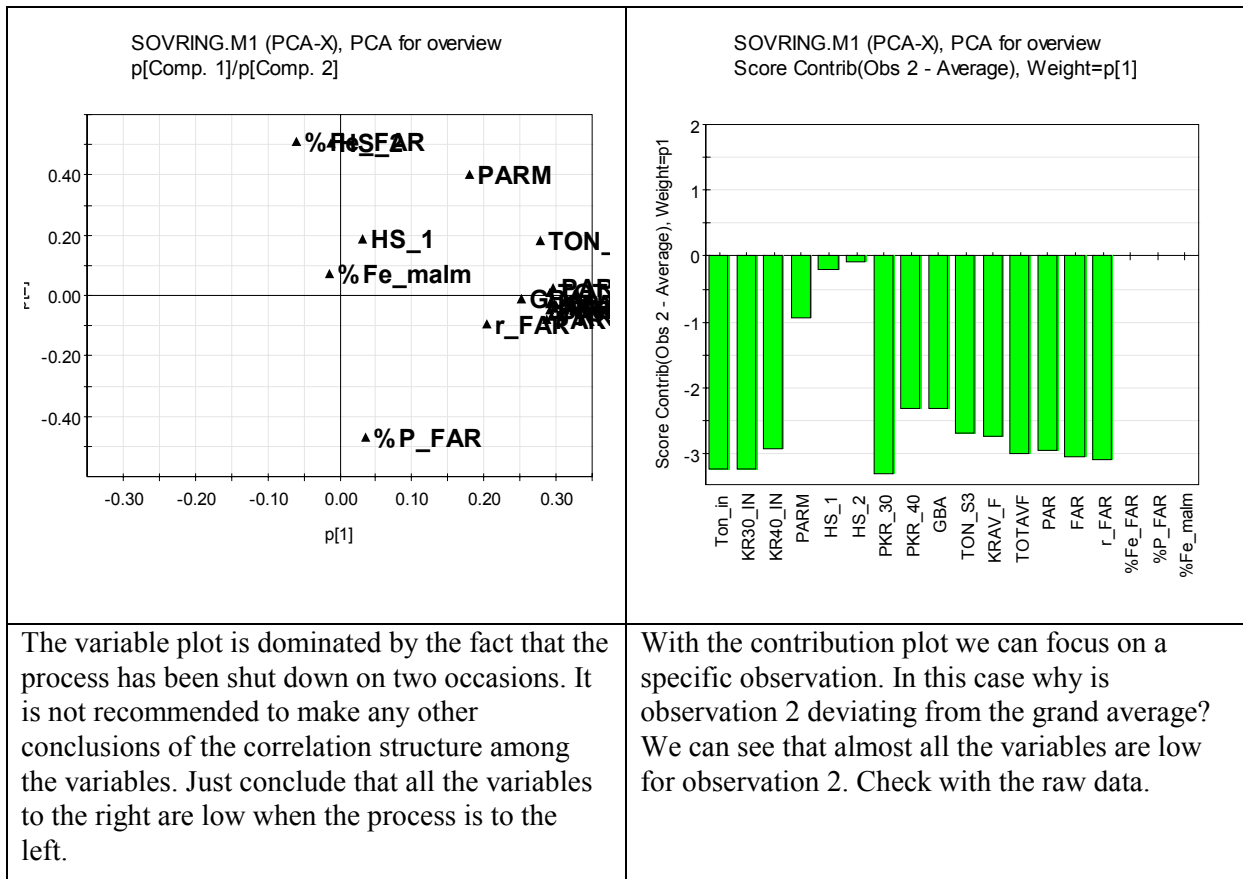 SOVRING.M1 (PCA-X), PCA for overview
p[Comp. 1]/p[Comp. 2]
0.40
0.20
0.00
-0.20
-0.40
HS_2
PARM
HS_1
TON_
%Fe_malm
r_FAR
%P_FAR
-0.30
-0.20
-0.10
0.00
0.10
0.20
0.30
p[1]
SOVRING.M1 (PCA-X), PCA for overview
Score Contrib(Obs 2 - Average), Weight=p[1]
Score Contrib(Obs 2 - Average), Weight=p1
2
1
0
-1
-2
-3
Ton_in
KR30_IN
KR40_IN
PARM
HS_1
HS_2
PKR_30
PKR_40
GBA
TON_S3
KRAV_F
TOTAVF
PAR
FAR
r_FAR
%Fe_FAR
%P_FAR
%Fe_malm
The variable plot is dominated by the fact that the
process has been shut down on two occasions. It
is not recommended to make any other
conclusions of the correlation structure among
the variables. Just conclude that all the variables
to the right are low when the process is to the
left.
With the contribution plot we can focus on a
specific observation. In this case why is
observation 2 deviating from the grand average?
We can see that almost all the variables are low
for observation 2. Check with the raw data.